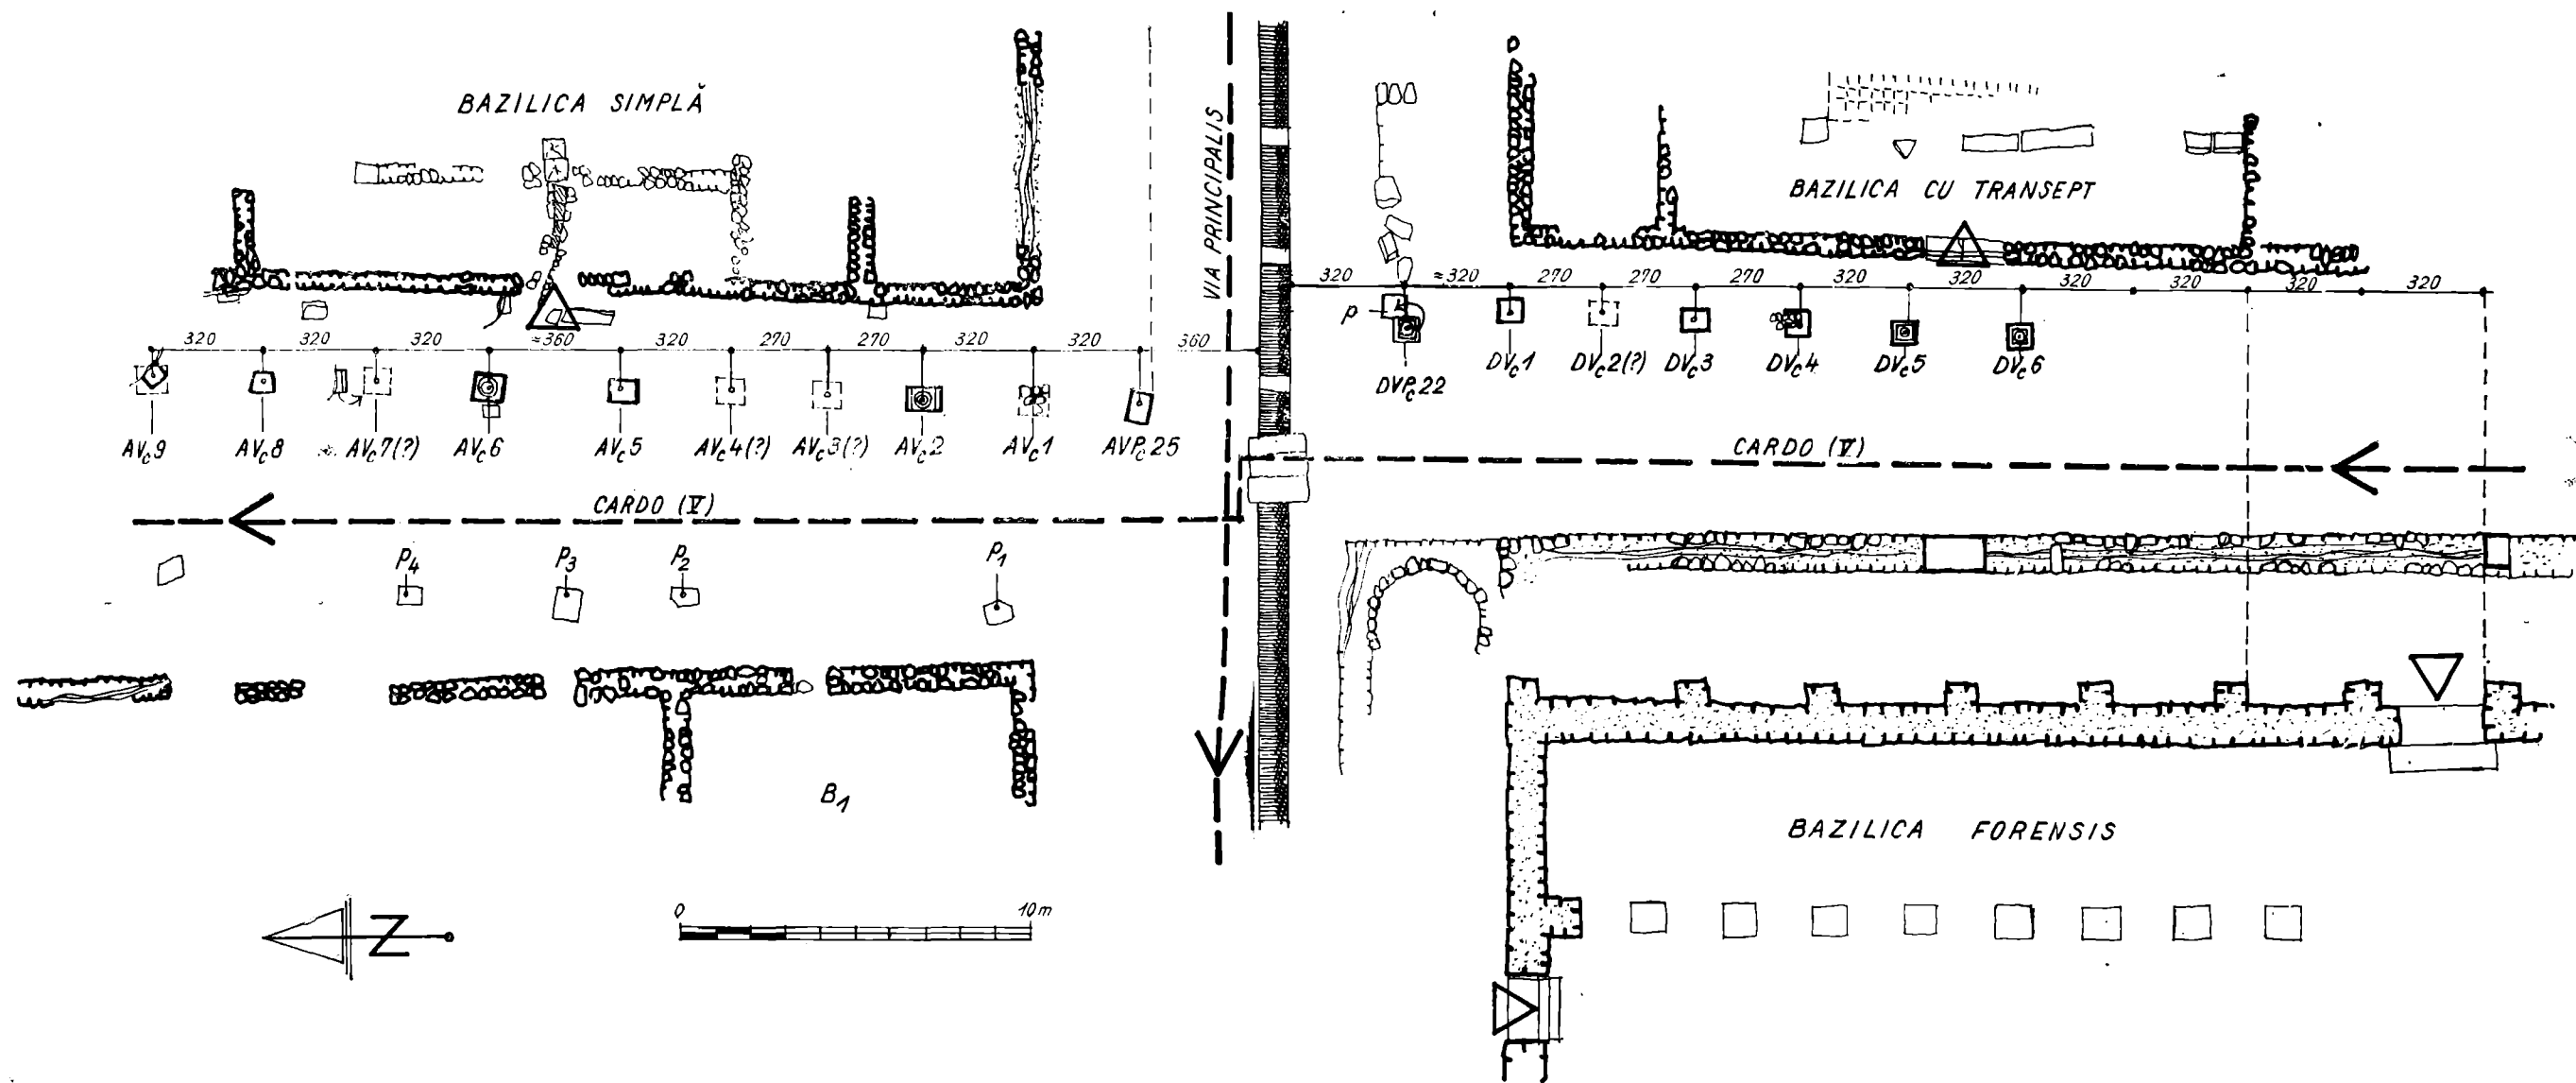 BAZILICA SIMPLĂ
VIA PRINCIPALIS
BAZILICA CU TRANSEPT
320 320 320 ≈360 320 270 270 320 320 360
320 ≈320 270 270 270 320 320 320 320 320 320
AVc9 AVc8 AVc7(?) AVc6 AVc5 AVc4(?) AVc3(?) AVc2 AVc1 AVPc25
P
DVPc22 DVc1 DVc2(?) DVc3 DVc4 DVc5 DVc6
CARDO (V)
CARDO (V)
P4 P3 P2 P1
B1
BAZILICA FORENSIS
N
0 10m